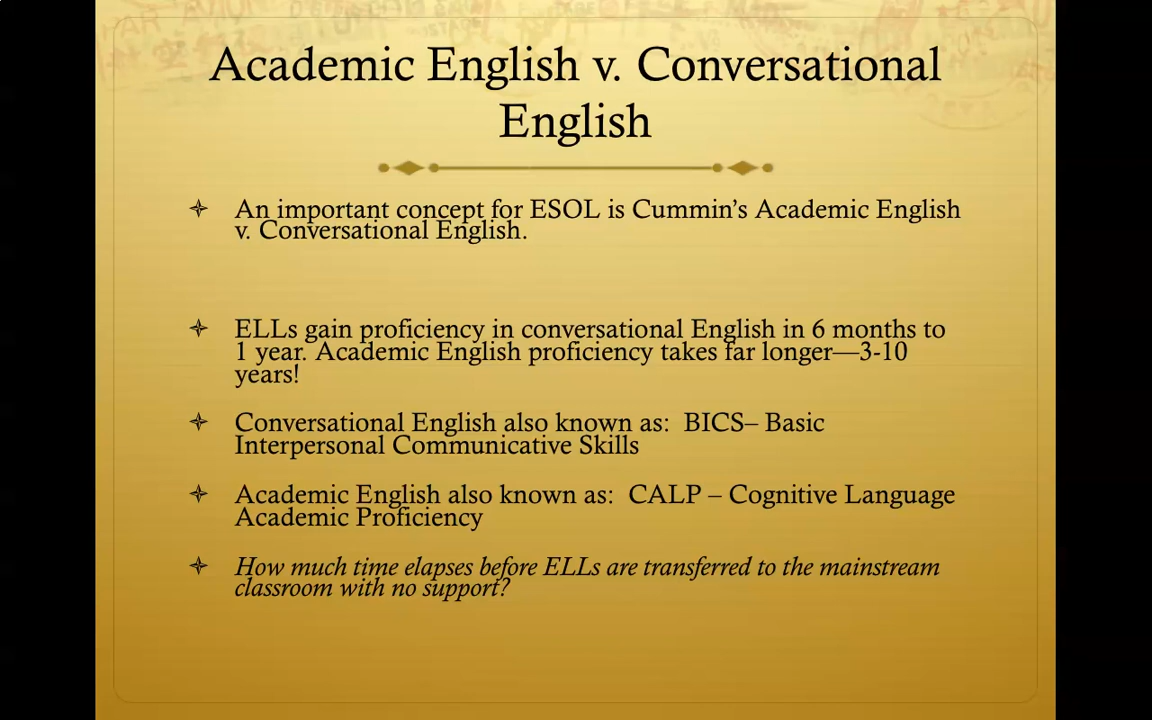 Academic English v. Conversational
English
An important concept for ESOL is Cummin’s Academic English
v. Conversational English.
ELLs gain proficiency in conversational English in 6 months to
1 year. Academic English proficiency takes far longer—3-10
years!
Conversational English also known as:  BICS– Basic
Interpersonal Communicative Skills
Academic English also known as:  CALP – Cognitive Language
Academic Proficiency
How much time elapses before ELLs are transferred to the mainstream
classroom with no support?